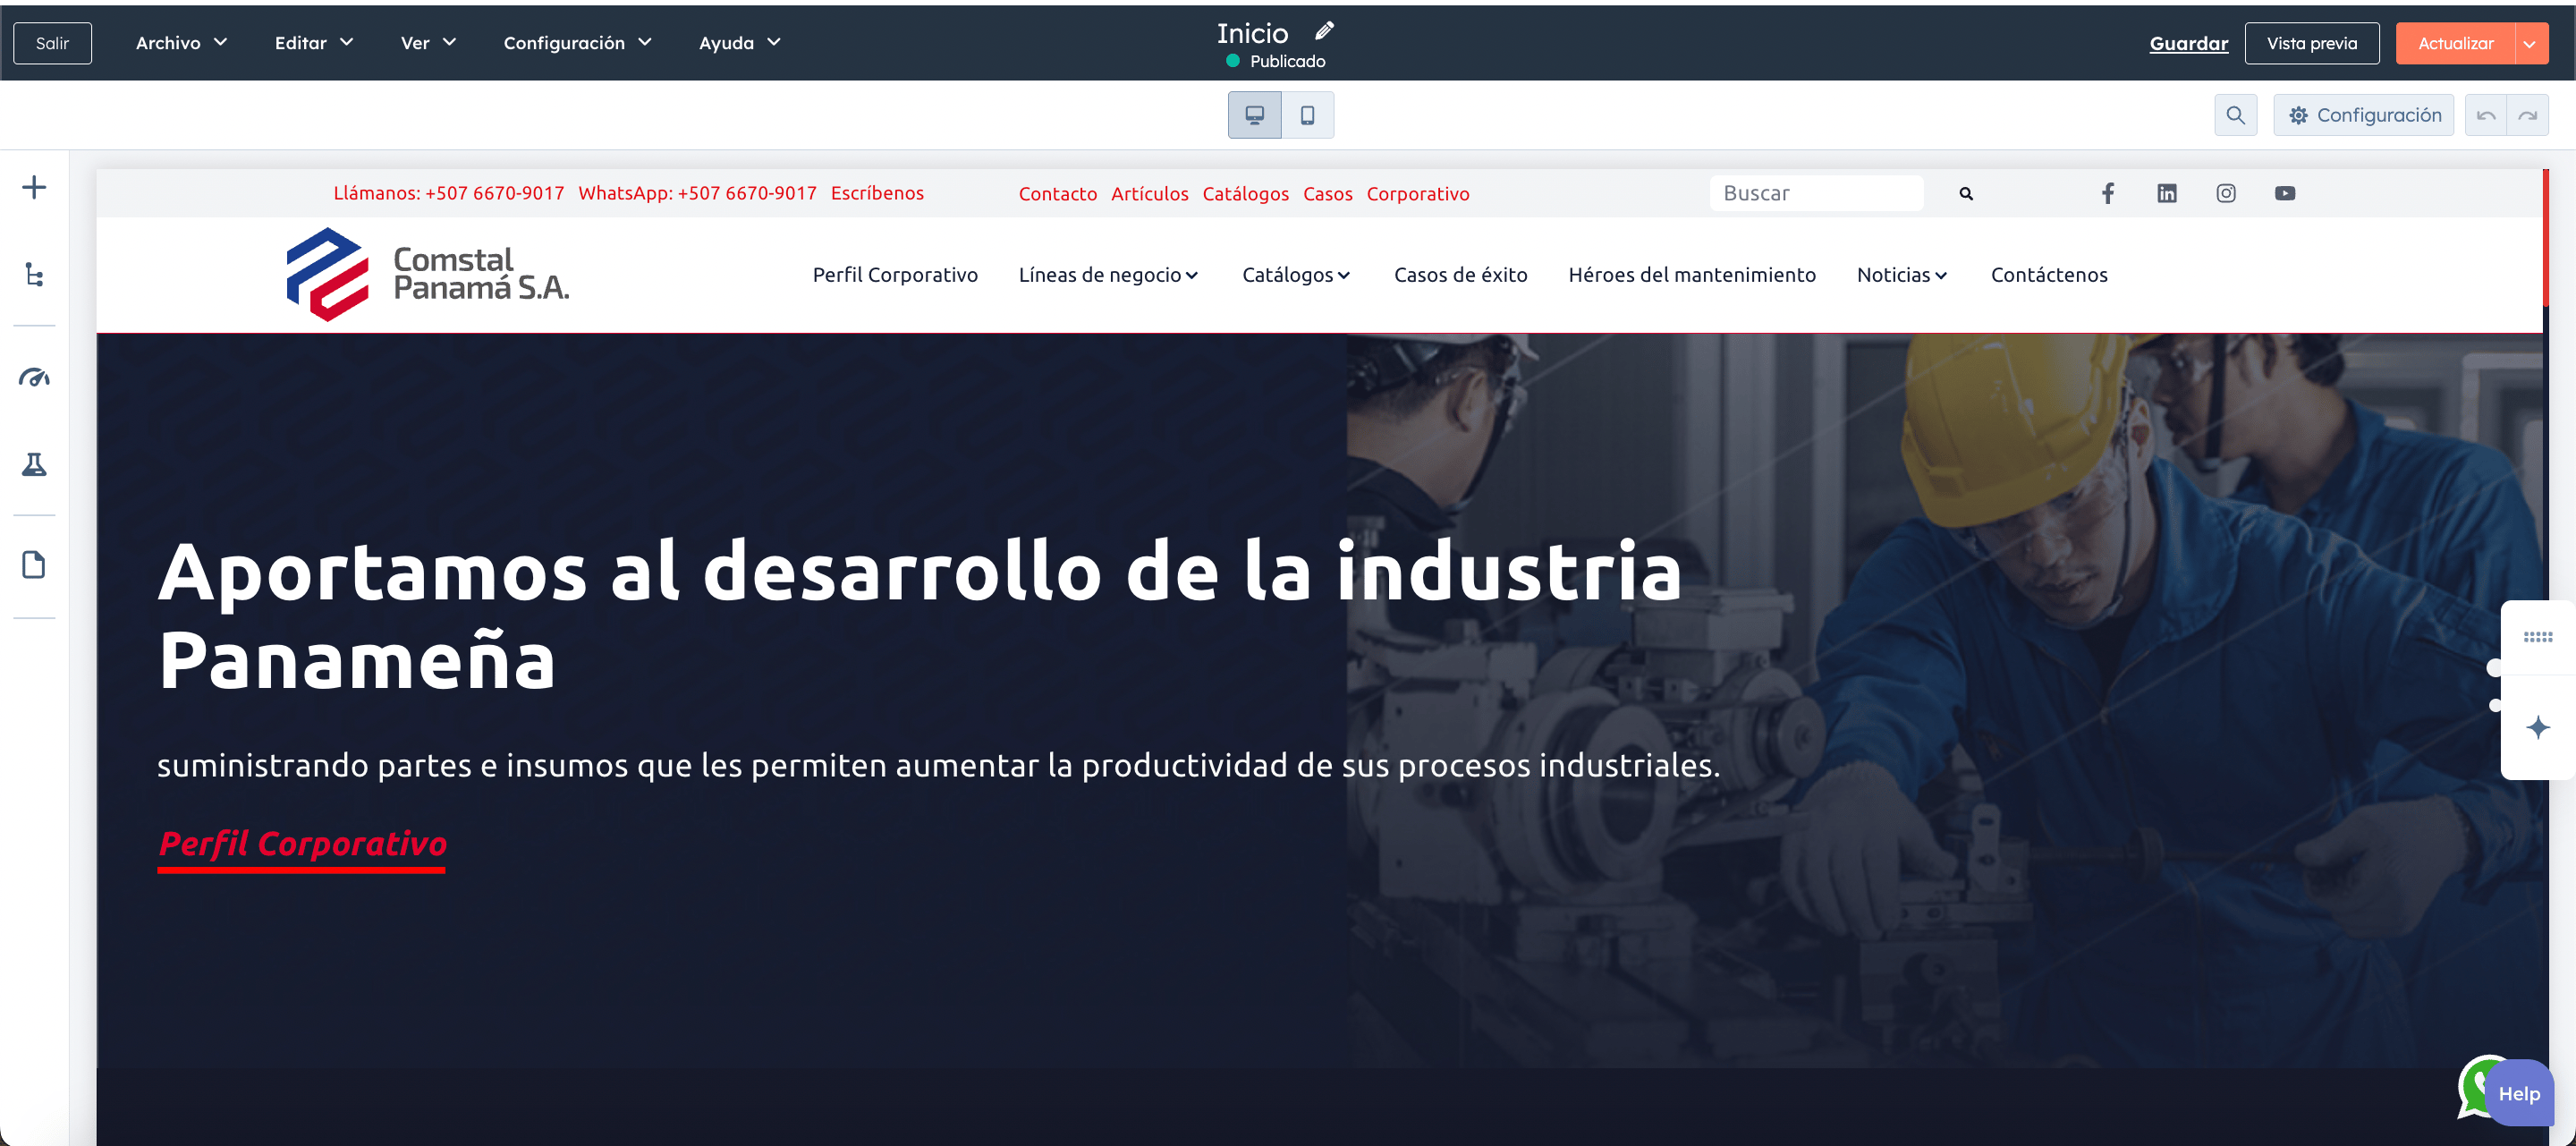 Salir Archivo Editar Ver Configuración Ayuda Inicio Guardar Vista previa Actualizar
Publicado
Configuración
Llámanos: +507 6670-9017 WhatsApp: +507 6670-9017 Escríbenos Contacto Artículos Catálogos Casos Corporativo Buscar
Comstal
Panamá S.A.
Perfil Corporativo Líneas de negocio Catálogos Casos de éxito Héroes del mantenimiento Noticias Contáctenos
Aportamos al desarrollo de la industria
Panameña
suministrando partes e insumos que les permiten aumentar la productividad de sus procesos industriales.
Perfil Corporativo
Help